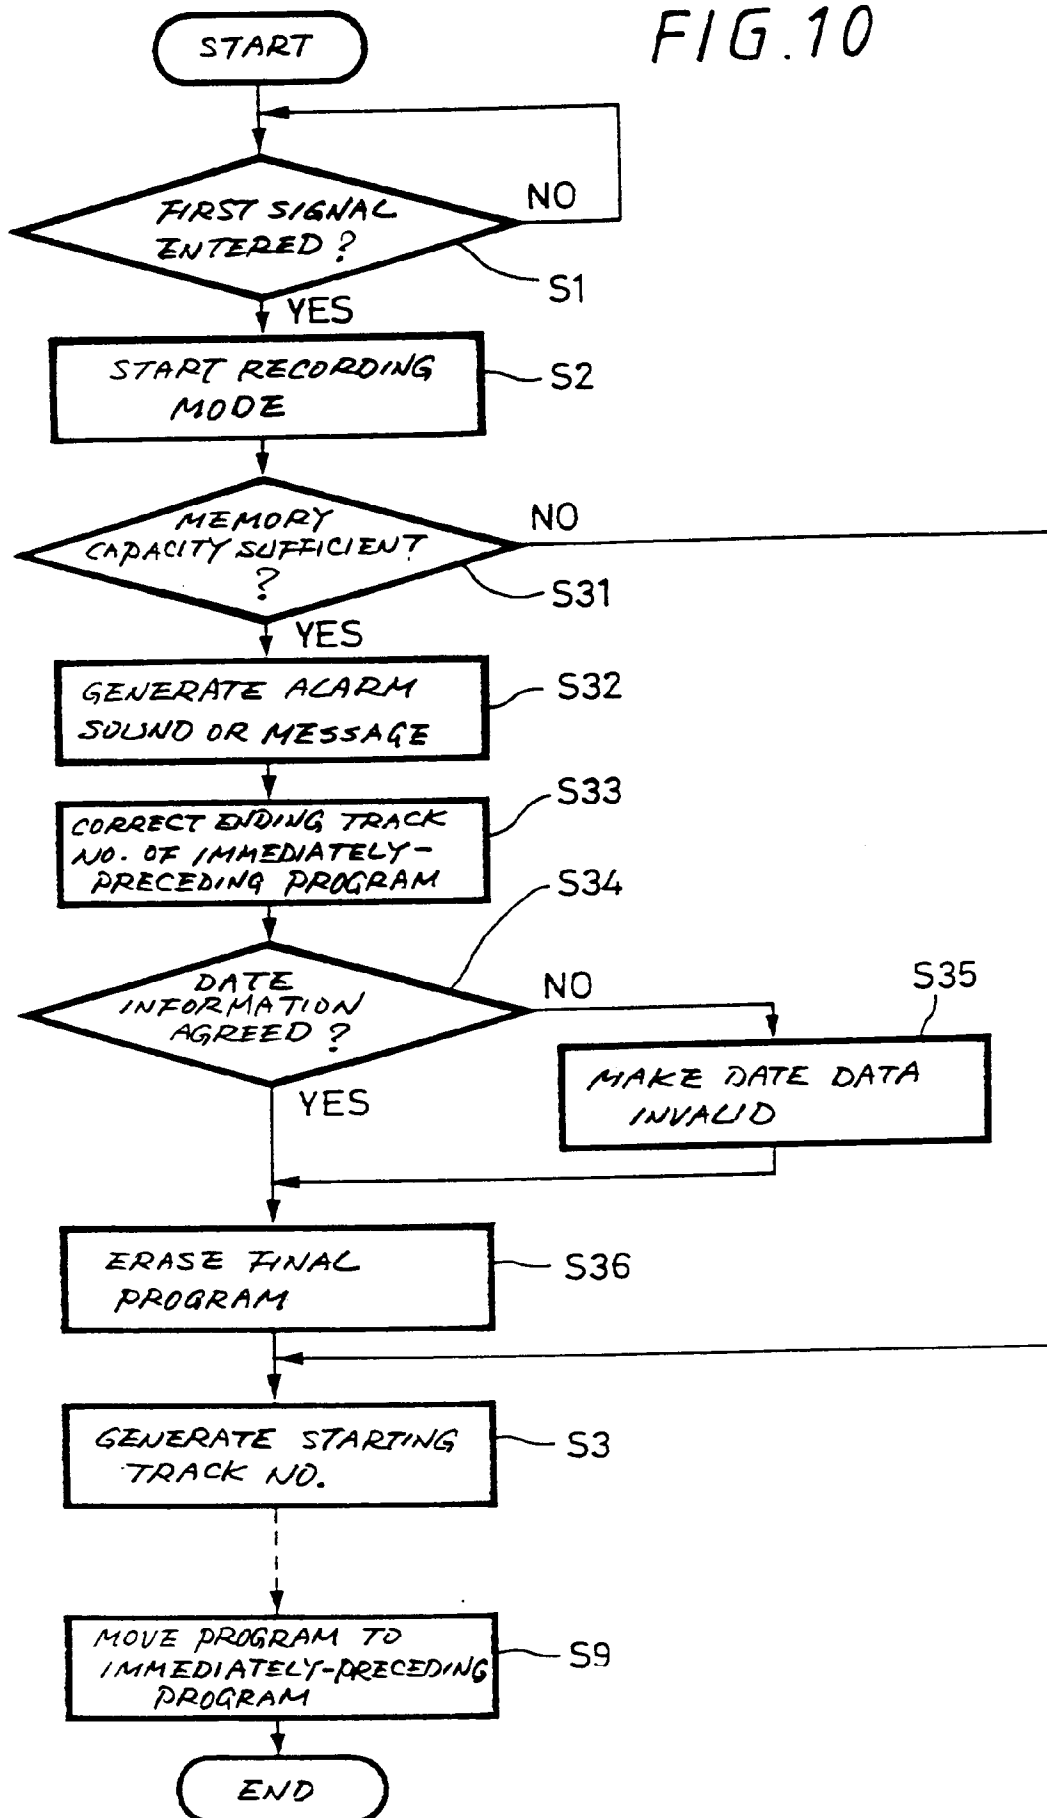 FIG.10
START
FIRST SIGNAL
ENTERED?
NO
S1
YES
START RECORDING
MODE
S2
MEMORY
CAPACITY SUFFICIENT
?
NO
S31
YES
GENERATE ALARM
SOUND OR MESSAGE
S32
CORRECT ENDING TRACK
NO. OF IMMEDIATELY-
PRECEDING PROGRAM
S33
DATE
INFORMATION
AGREED?
S34
NO
YES
MAKE DATE DATA
INVALID
S35
ERASE FINAL
PROGRAM
S36
GENERATE STARTING
TRACK NO.
S3
MOVE PROGRAM TO
IMMEDIATELY-PRECEDING
PROGRAM
S9
END